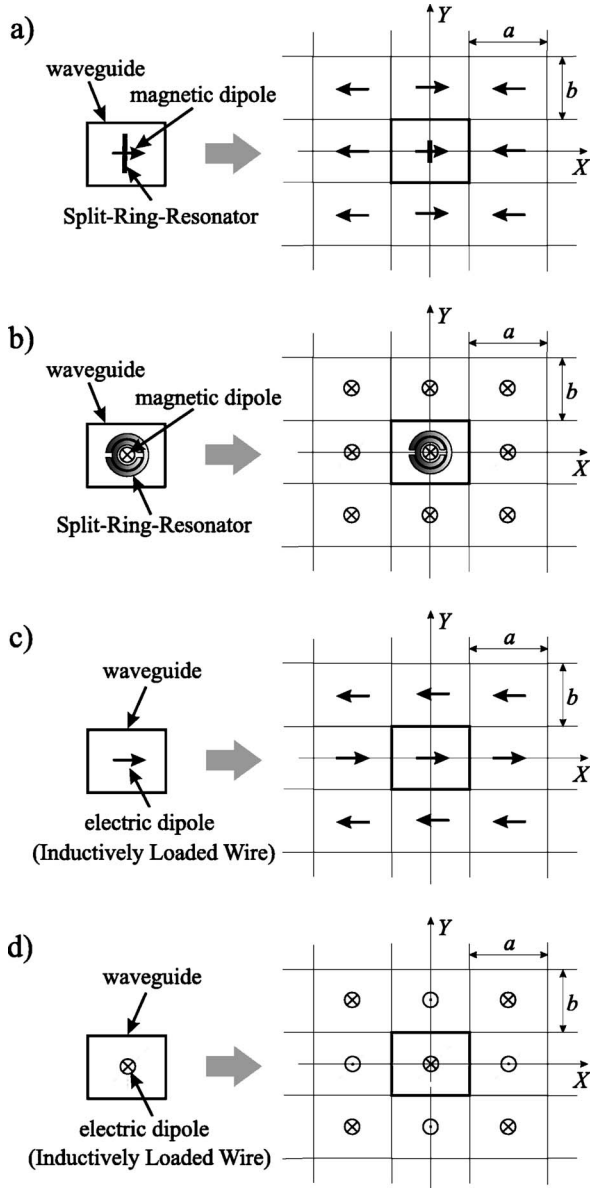 a)
waveguide
magnetic dipole
Split-Ring-Resonator
Y
a
b
X
b)
waveguide
magnetic dipole
Split-Ring-Resonator
Y
a
b
X
c)
waveguide
electric dipole
(Inductively Loaded Wire)
Y
a
b
X
d)
waveguide
electric dipole
(Inductively Loaded Wire)
Y
a
b
X